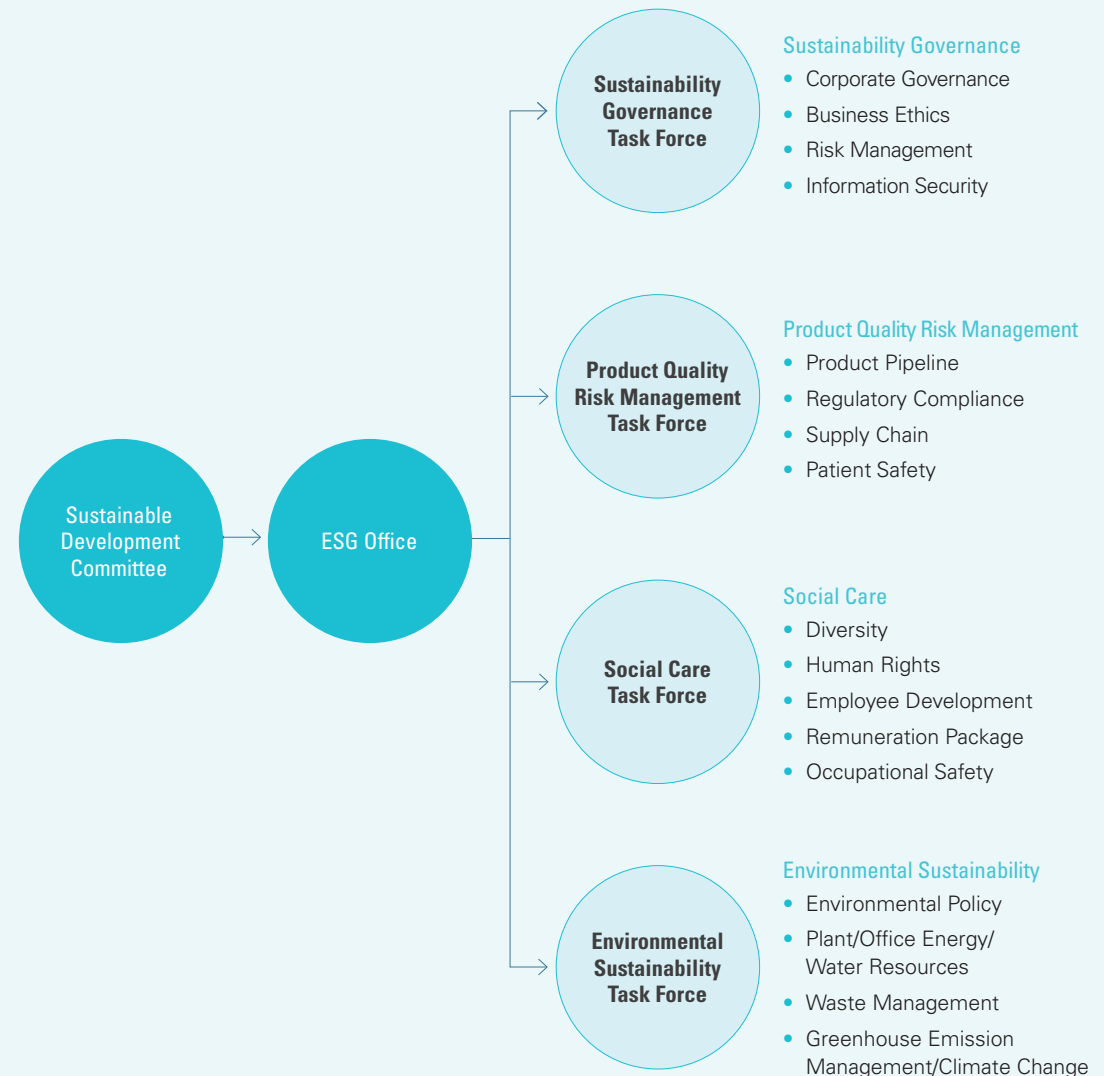 Sustainable
Development
Committee
ESG Office
Sustainability
Governance
Task Force
Sustainability Governance
• Corporate Governance
• Business Ethics
• Risk Management
• Information Security
Product Quality
Risk Management
Task Force
Product Quality Risk Management
• Product Pipeline
• Regulatory Compliance
• Supply Chain
• Patient Safety
Social Care
Task Force
Social Care
• Diversity
• Human Rights
• Employee Development
• Remuneration Package
• Occupational Safety
Environmental
Sustainability
Task Force
Environmental Sustainability
• Environmental Policy
• Plant/Office Energy/
Water Resources
• Waste Management
• Greenhouse Emission
Management/Climate Change